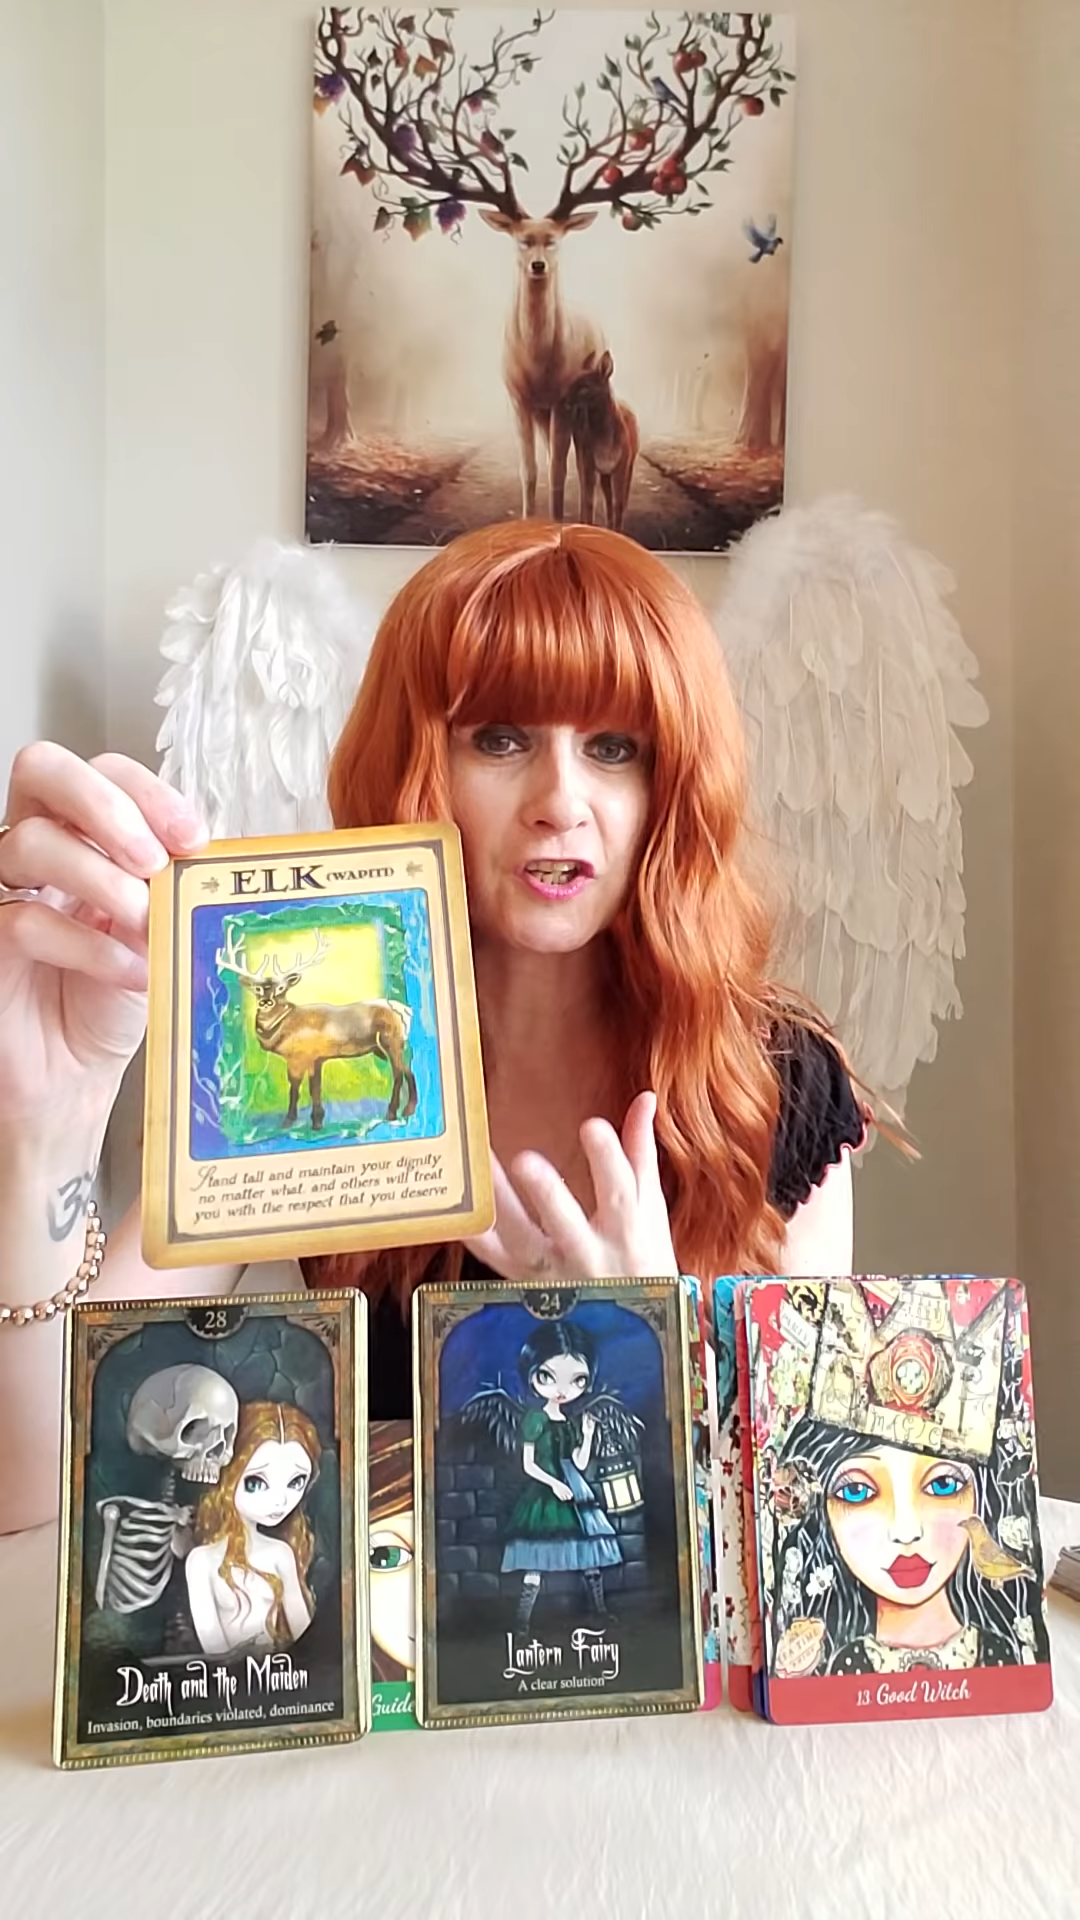 ELK (WAPITI)
Stand tall and maintain your dignity
no matter what, and others will treat
you with the respect that you deserve
28
Death and the Maiden
Invasion, boundaries violated, dominance
Guide
24
Lantern Fairy
A clear solution
MAGIC
13 Good Witch